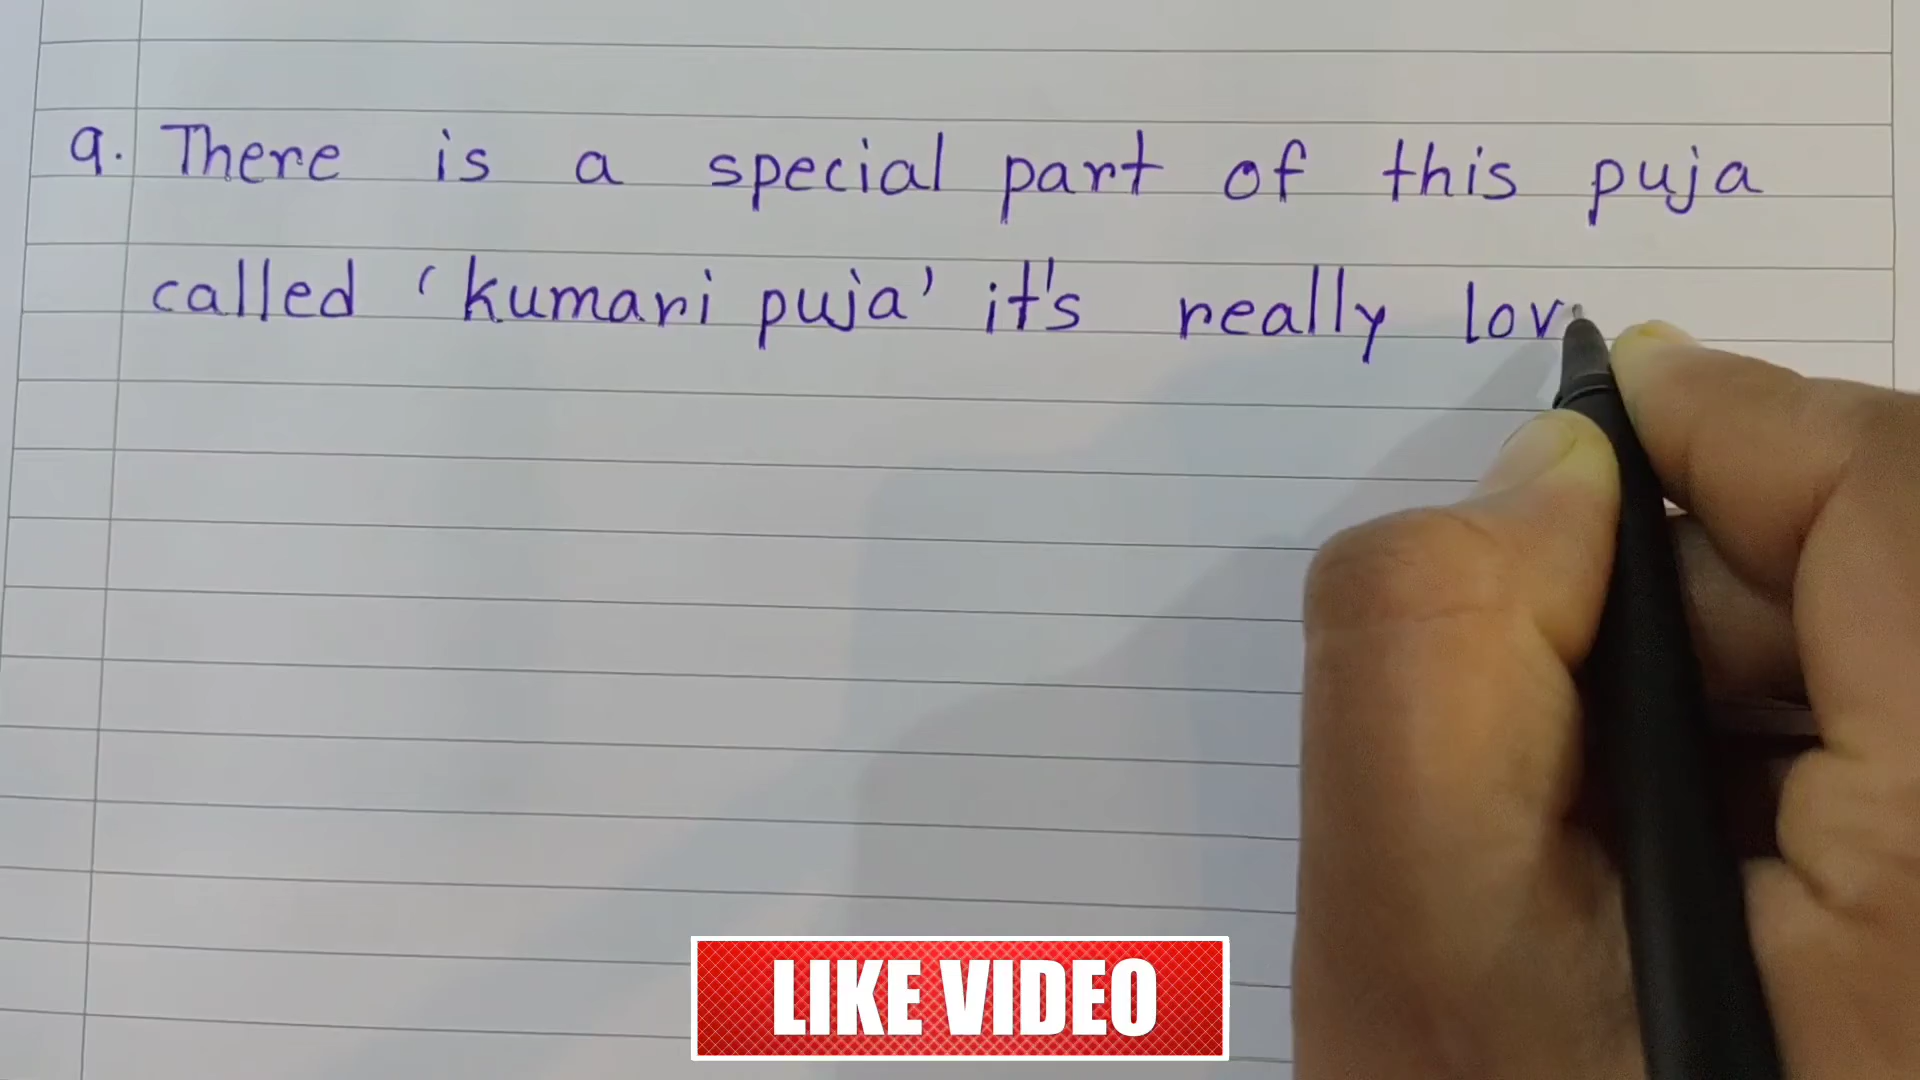 9. There is a special part of this puja
called 'kumari puja' it's really lov
LIKE VIDEO